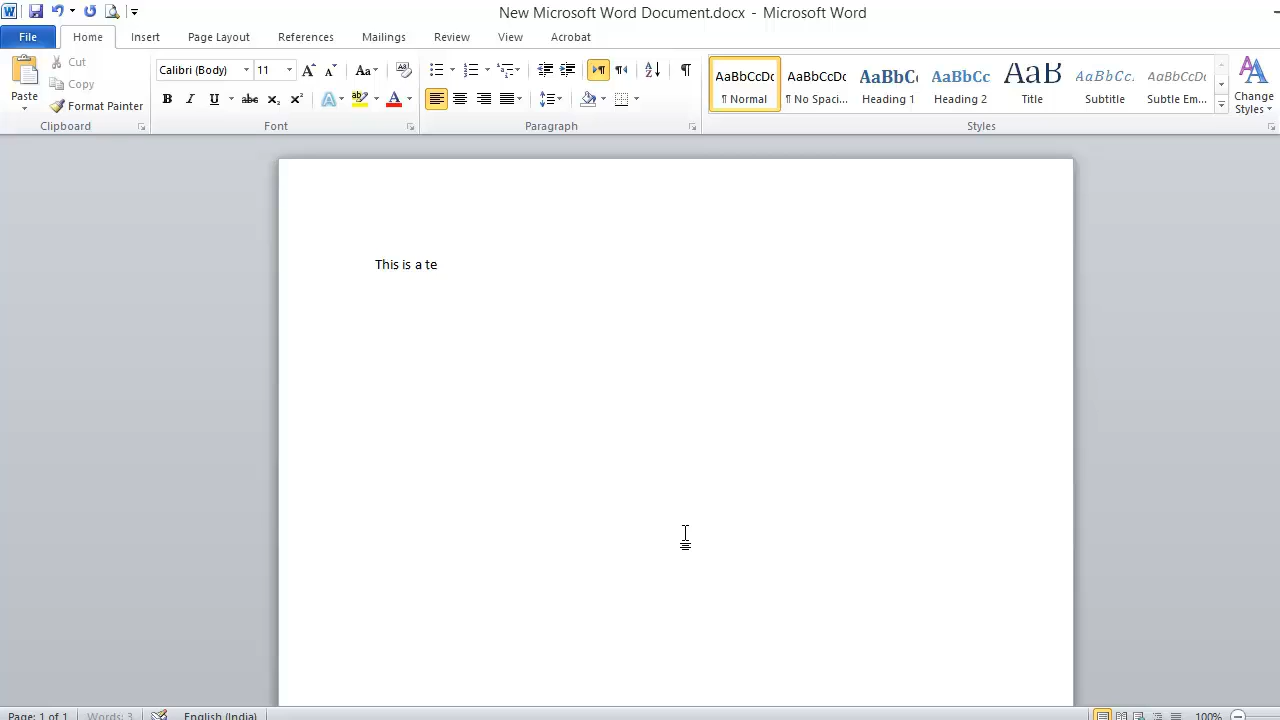 New Microsoft Word Document.docx - Microsoft Word
File Home Insert Page Layout References Mailings Review View Acrobat
Paste
Cut
Copy
Format Painter
Clipboard
Calibri (Body) 11
Font
Paragraph
AaBbCcDc AaBbCcDc AaBbCc AaBbCc AaB AaBbCc. AaBbCcDc
¶ Normal ¶ No Spaci... Heading 1 Heading 2 Title Subtitle Subtle Em...
Change
Styles
Styles
This is a te
Page: 1 of 1 Words: 3 English (India) 100%